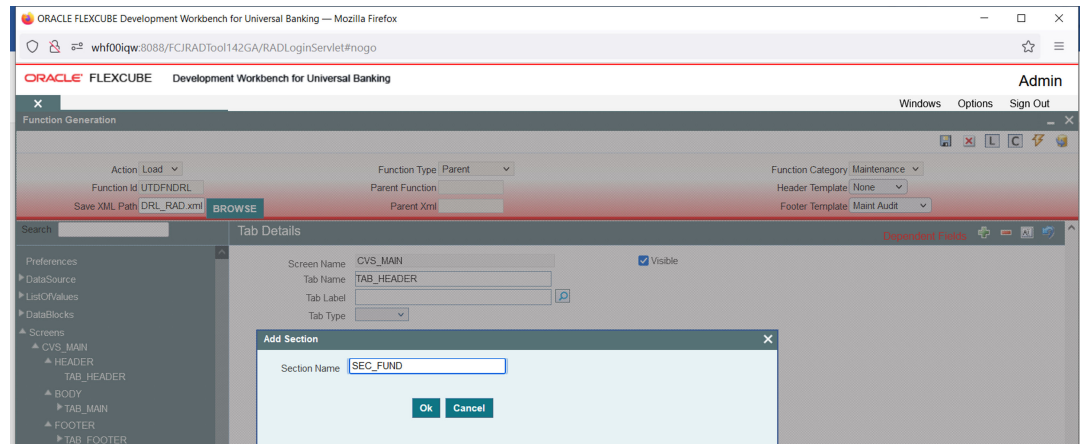 ORACLE FLEXCUBE Development Workbench for Universal Banking — Mozilla Firefox
whf00iqw:8088/FCJRADTool142GA/RADLoginServlet#nogo
ORACLE' FLEXCUBE Development Workbench for Universal Banking
Admin
Windows Options Sign Out
Function Generation
L C
Action Load Function Type Parent Function Category Maintenance
Function Id UTDFNDRL Parent Function Header Template None
Save XML Path DRL_RAD.xml BROWSE Parent Xml Footer Template Maint Audit
Search Tab Details Dependent Fields
Preferences
DataSource
ListOfValues
DataBlocks
Screens
CVS_MAIN
HEADER
TAB_HEADER
BODY
TAB_MAIN
FOOTER
TAB_FOOTER
Screen Name CVS_MAIN Visible
Tab Name TAB_HEADER
Tab Label
Tab Type
Add Section
Section Name SEC_FUND
Ok Cancel